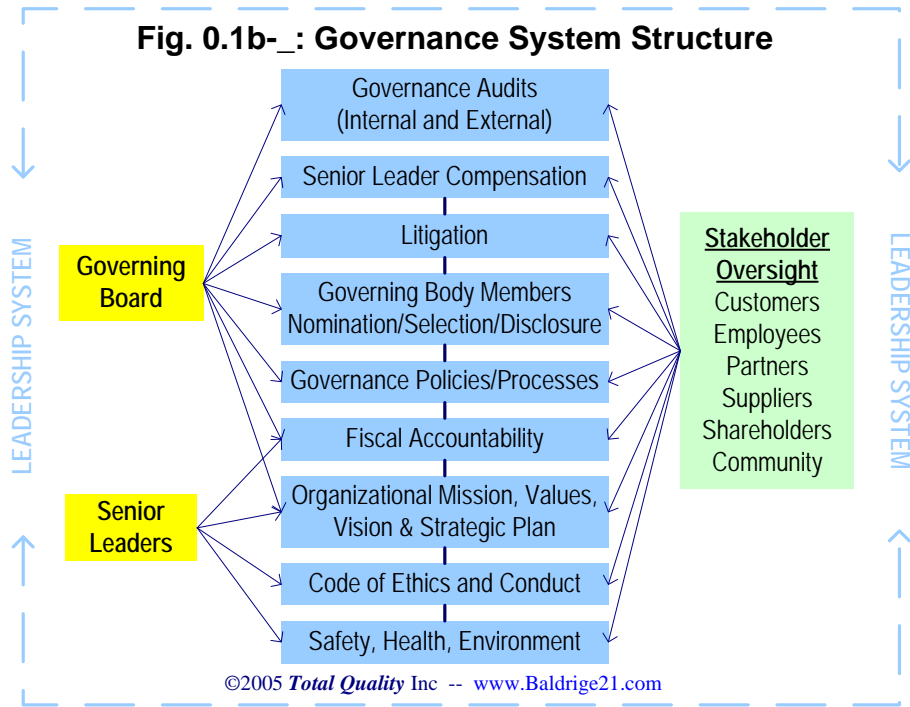 Fig. 0.1b-_: Governance System Structure
Governance Audits
(Internal and External)
Senior Leader Compensation
Litigation
Governing Body Members
Nomination/Selection/Disclosure
Governance Policies/Processes
Fiscal Accountability
Organizational Mission, Values,
Vision & Strategic Plan
Code of Ethics and Conduct
Safety, Health, Environment
LEADERSHIP SYSTEM
Governing
Board
Senior
Leaders
Stakeholder
Oversight
Customers
Employees
Partners
Suppliers
Shareholders
Community
LEADERSHIP SYSTEM
©2005 Total Quality Inc -- www.Baldrige21.com